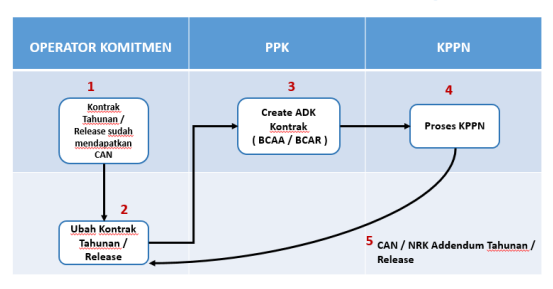 OPERATOR KOMITMEN
PPK
KPPN
1
Kontrak
Tahunan /
Release sudah
mendapatkan
CAN
3
Create ADK
Kontrak
( BCAA / BCAR )
4
Proses KPPN
2
Ubah Kontrak
Tahunan /
Release
5
CAN / NRK Addendum Tahunan /
Release